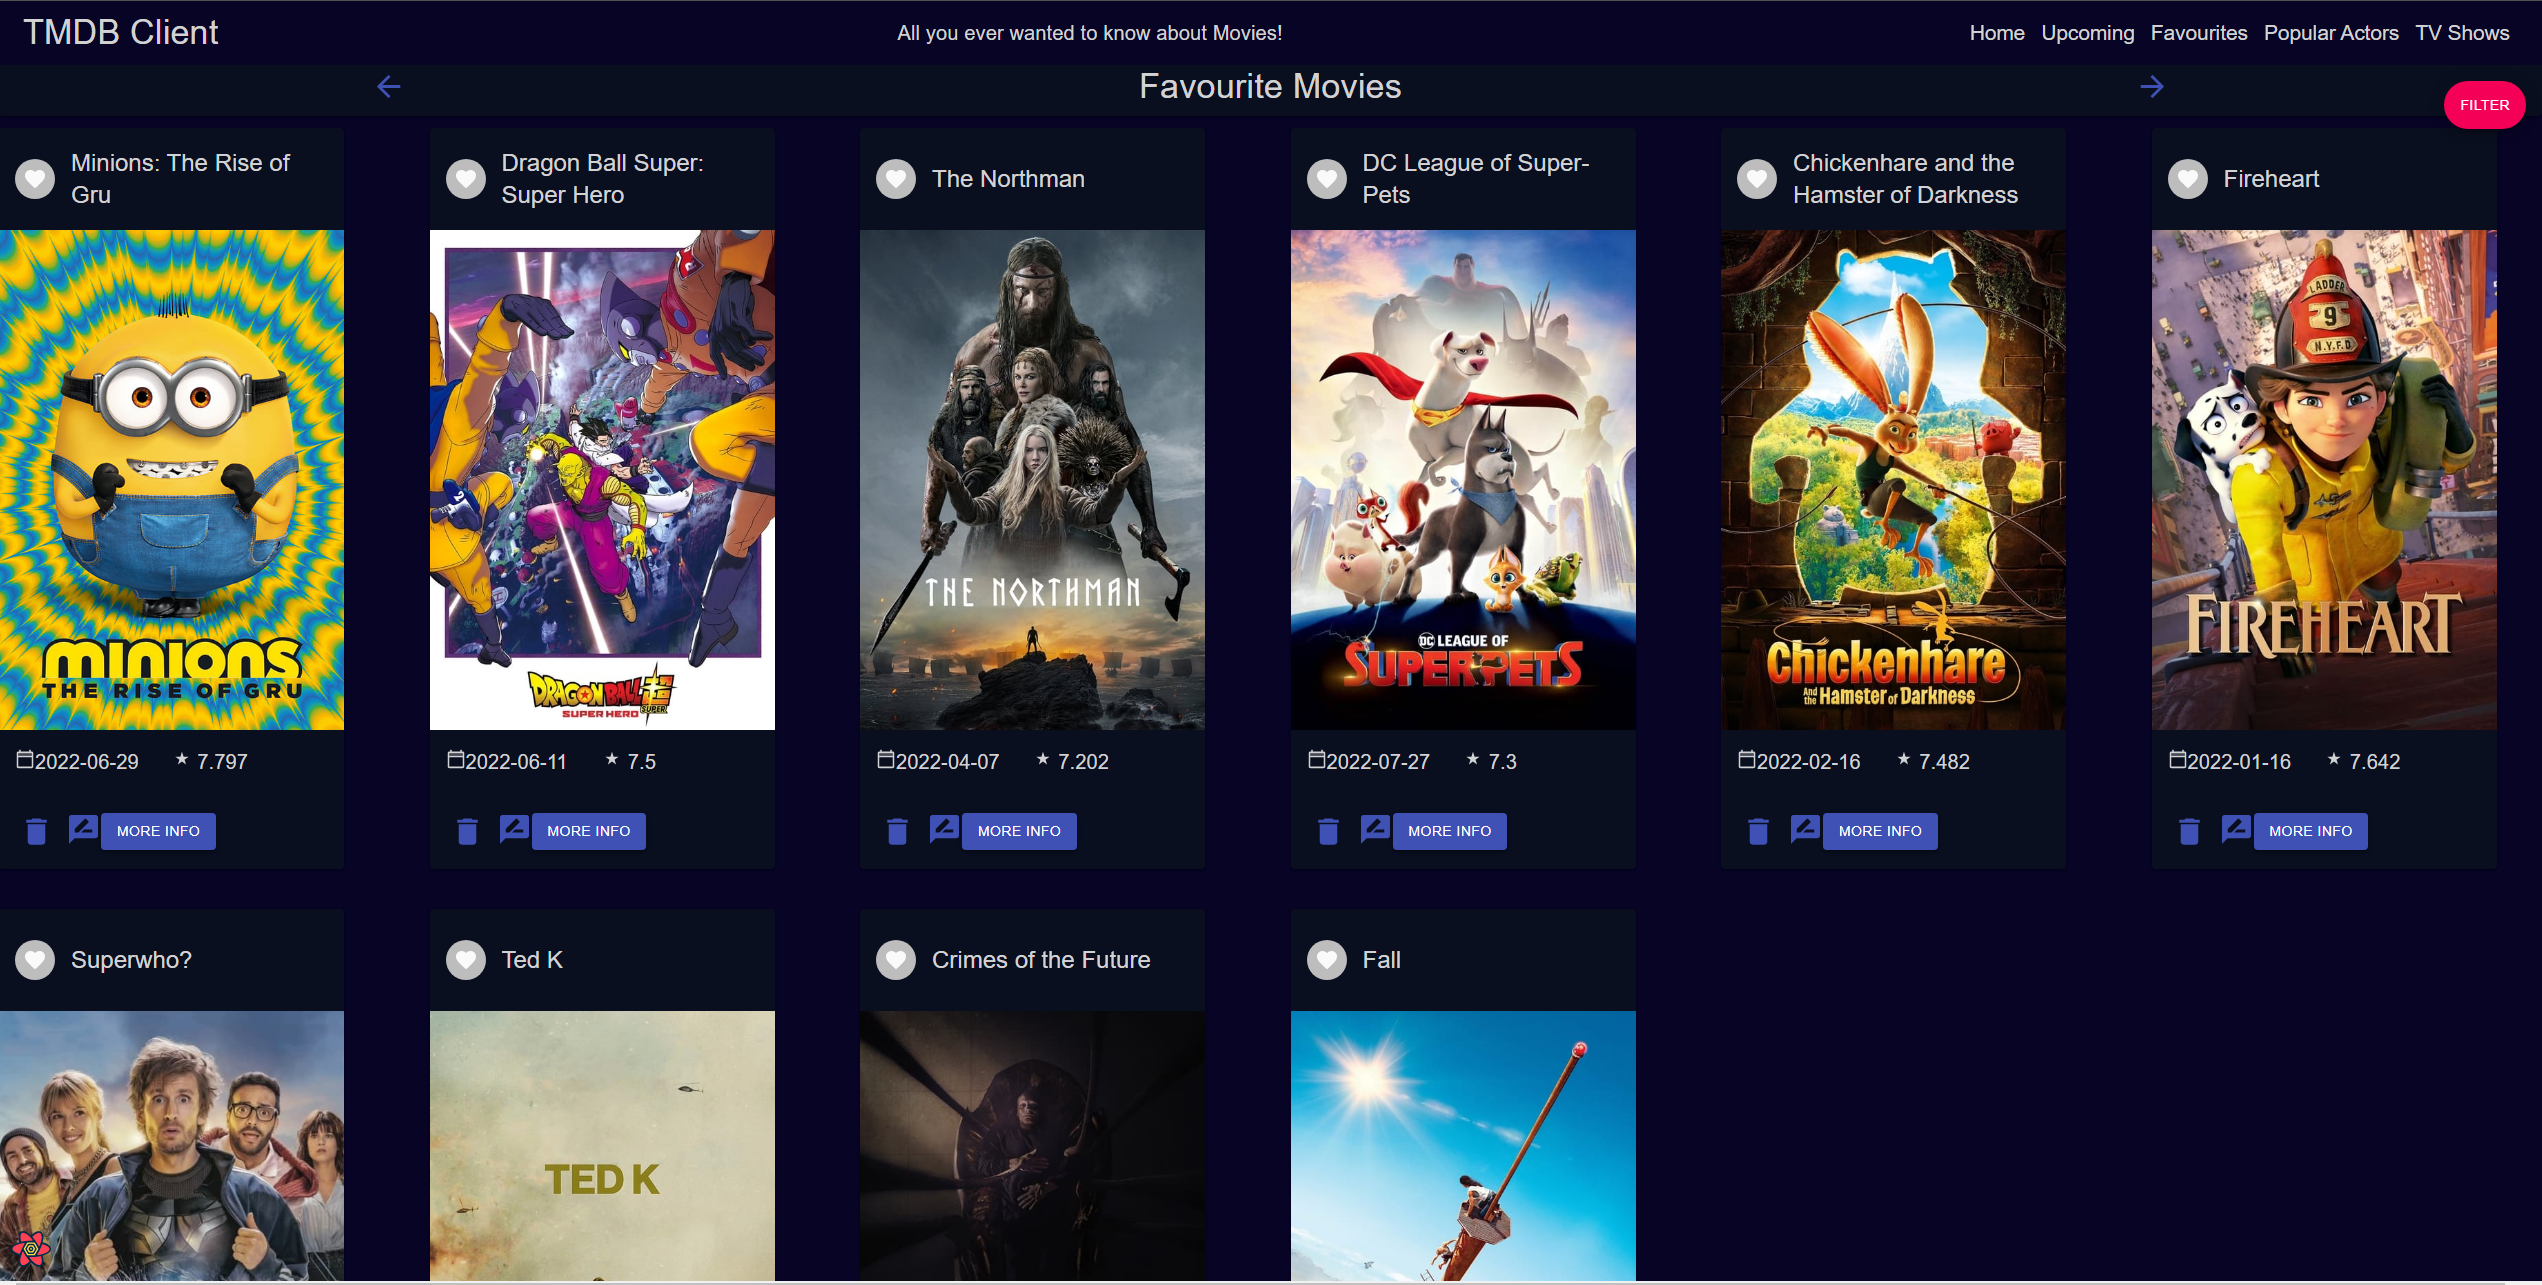 TMDB Client
All you ever wanted to know about Movies!
Home Upcoming Favourites Popular Actors TV Shows
Favourite Movies
FILTER
Minions: The Rise of
Gru
Dragon Ball Super:
Super Hero
The Northman
DC League of Super-
Pets
Chickenhare and the
Hamster of Darkness
Fireheart
minions
THE RISE OF GRU
DRAGON BALL超
SUPER
SUPER HERO
THE NORTHMAN
DC LEAGUE OF
SUPER-PETS
Chickenhare
And the Hamster of Darkness
LADDER
9
N.Y.F.D.
FIREHEART
2022-06-29 7.797
2022-06-11 7.5
2022-04-07 7.202
2022-07-27 7.3
2022-02-16 7.482
2022-01-16 7.642
MORE INFO
MORE INFO
MORE INFO
MORE INFO
MORE INFO
MORE INFO
Superwho?
Ted K
Crimes of the Future
Fall
TED K